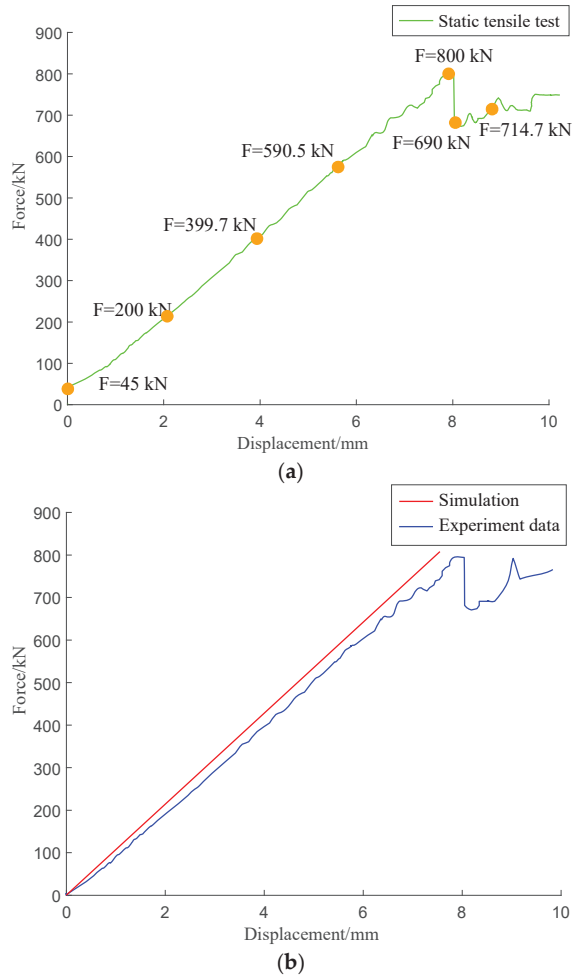 Static tensile test
900
800
700
600
500
400
300
200
100
0
Force/kN
F=800 kN
F=690 kN
F=714.7 kN
F=590.5 kN
F=399.7 kN
F=200 kN
F=45 kN
0 2 4 6 8 10
Displacement/mm
(a)
Simulation
Experiment data
900
800
700
600
500
400
300
200
100
0
Force/kN
0 2 4 6 8 10
Displacement/mm
(b)